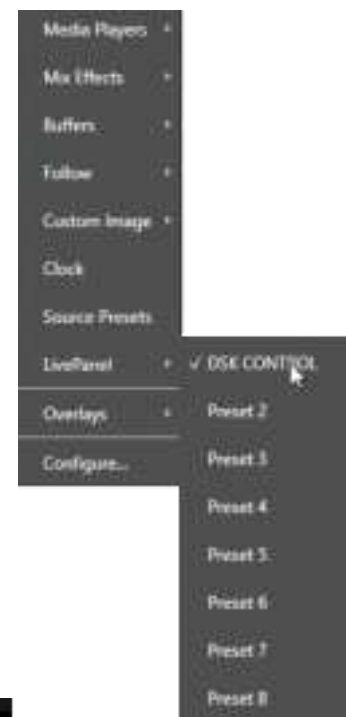 Media Players
Mix Effects
Buffers
Follow
Custom Image
Clock
Source Presets
LivePanel
Overlays
Configure...
✓ DSK CONTROL
Preset 2
Preset 3
Preset 4
Preset 5
Preset 6
Preset 7
Preset 8